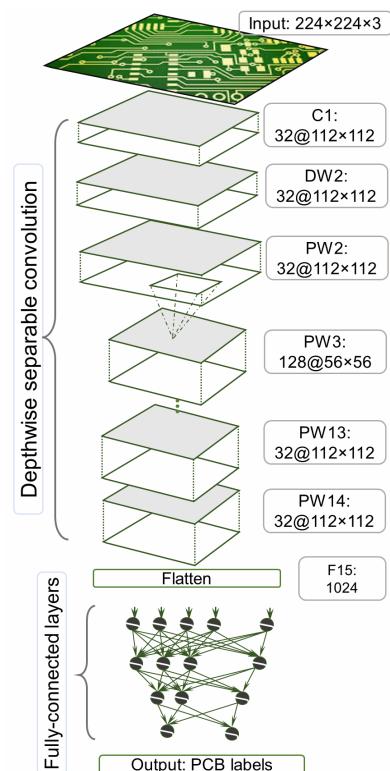 Input: 224×224×3
C1:
32@112×112
DW2:
32@112×112
PW2:
32@112×112
PW3:
128@56×56
PW13:
32@112×112
PW14:
32@112×112
Depthwise separable convolution
Flatten
F15:
1024
Fully-connected layers
Output: PCB labels